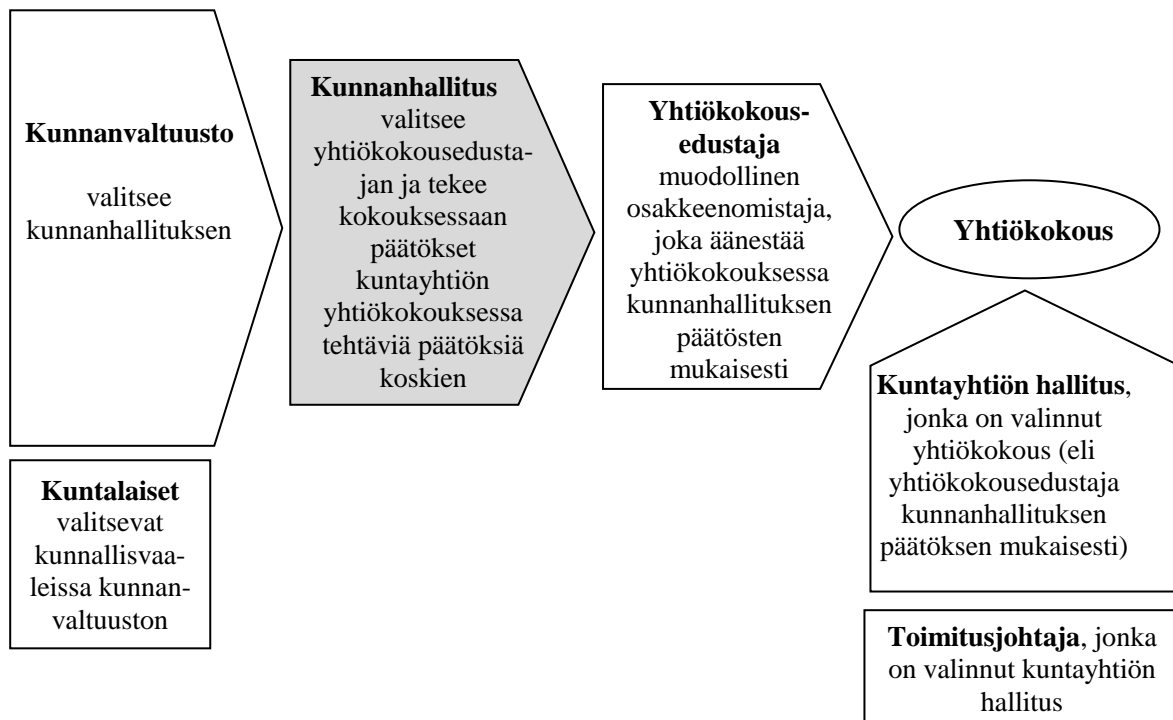 Kunnanvaltuusto
valitsee
kunnanhallituksen
Kuntalaiset
valitsevat
kunnallisvaa-
leissa kunnan-
valtuuston
Kunnanhallitus
valitsee
yhtiökokousedusta-
jan ja tekee
kokouksessaan
päätökset
kuntayhtiön
yhtiökokouksessa
tehtäviä päätöksiä
koskien
Yhtiökokous-
edustaja
muodollinen
osakkeenomistaja,
joka äänestää
yhtiökokouksessa
kunnanhallituksen
päätösten
mukaisesti
Yhtiökokous
Kuntayhtiön hallitus,
jonka on valinnut
yhtiökokous (eli
yhtiökokousedustaja
kunnanhallituksen
päätöksen mukaisesti)
Toimitusjohtaja, jonka
on valinnut kuntayhtiön
hallitus